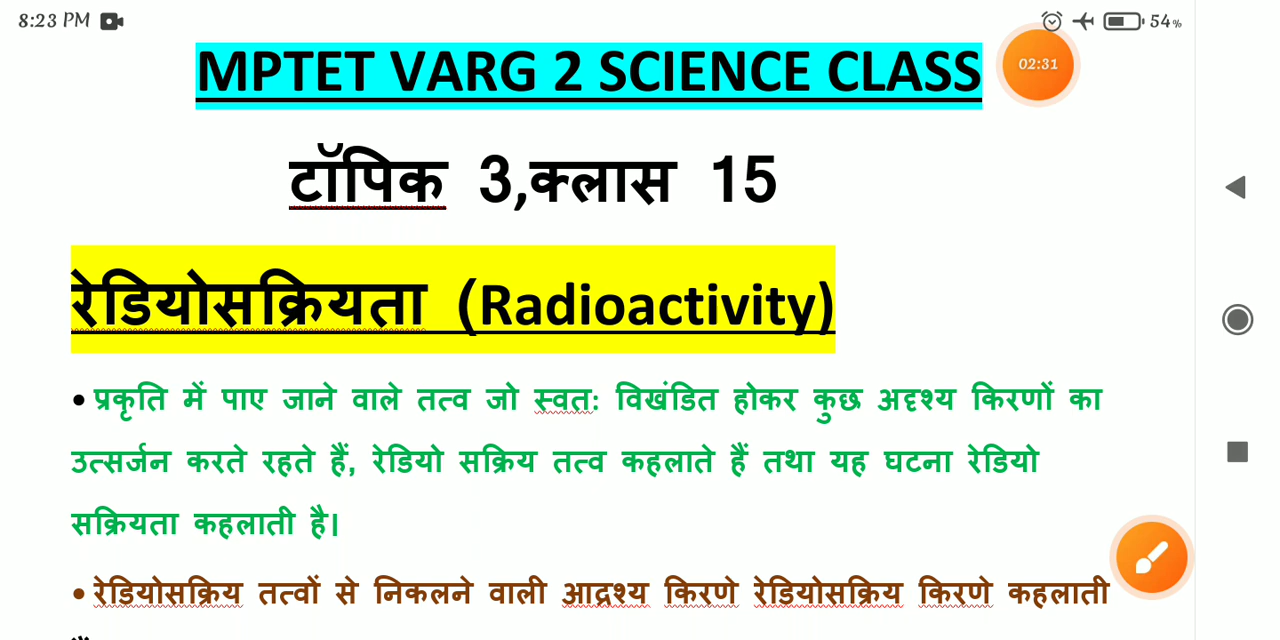 8:23 PM
54%
MPTET VARG 2 SCIENCE CLASS
02:31
टॉपिक 3,क्लास 15
रेडियोसक्रियता (Radioactivity)
• प्रकृति में पाए जाने वाले तत्व जो स्वत: विखंडित होकर कुछ अदृश्य किरणों का
उत्सर्जन करते रहते हैं, रेडियो सक्रिय तत्व कहलाते हैं तथा यह घटना रेडियो
सक्रियता कहलाती है।
• रेडियोसक्रिय तत्वों से निकलने वाली आद्रश्य किरणे रेडियोसक्रिय किरणे कहलाती